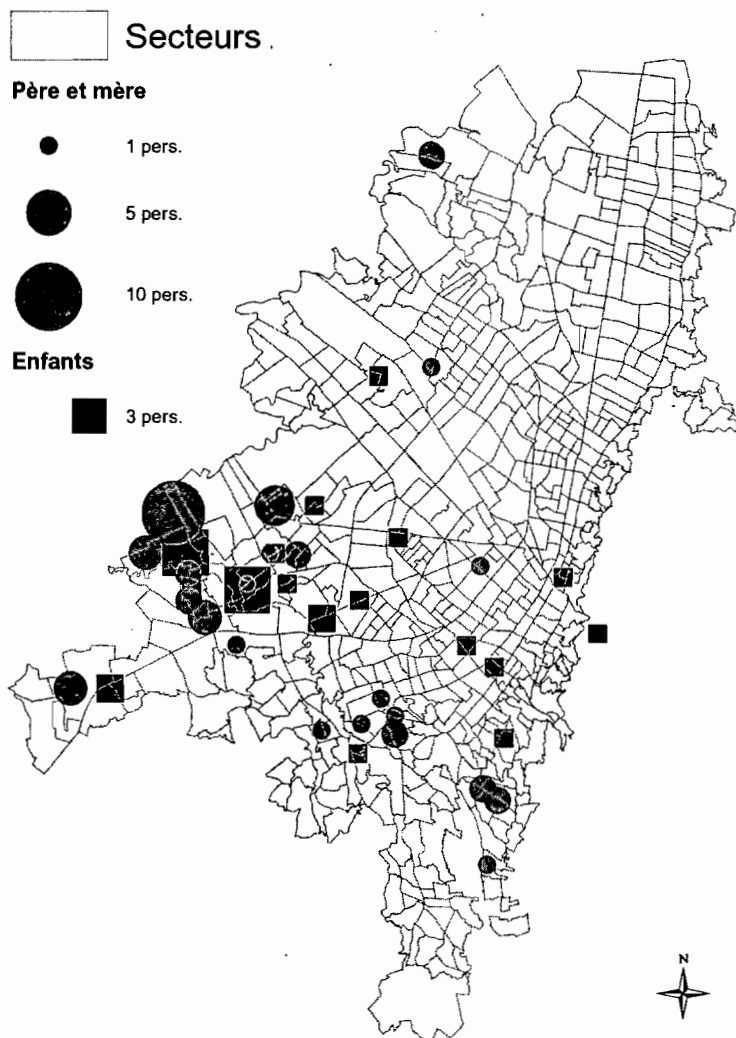 Secteurs
Père et mère
1 pers.
5 pers.
10 pers.
Enfants
3 pers.
N